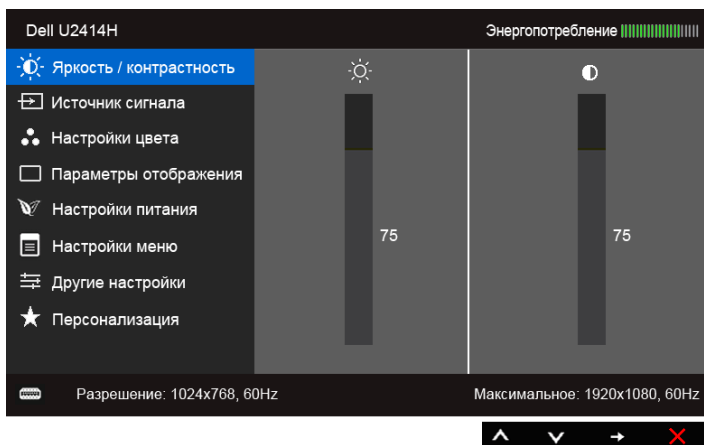 Dell U2414H
Энергопотребление
Яркость / контрастность
Источник сигнала
Настройки цвета
Параметры отображения
Настройки питания
Настройки меню
Другие настройки
Персонализация
75
75
Разрешение: 1024x768, 60Hz
Максимальное: 1920x1080, 60Hz